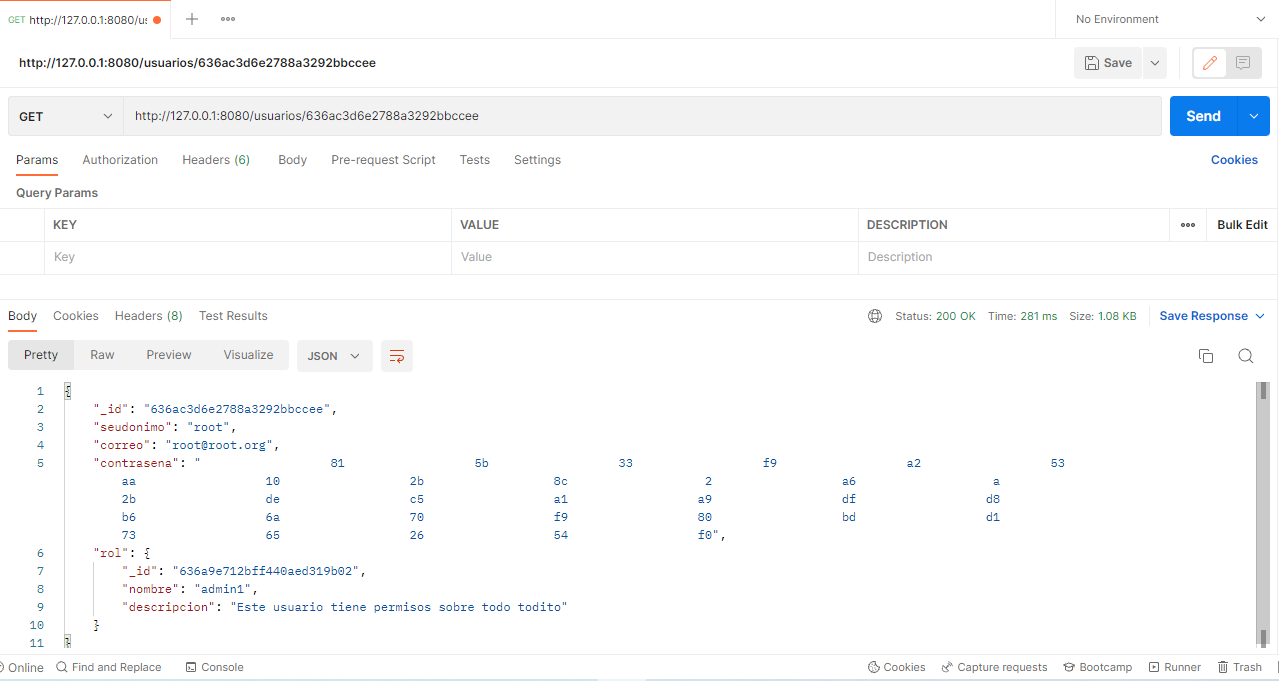 GET http://127.0.0.1:8080/us
No Environment
http://127.0.0.1:8080/usuarios/636ac3d6e2788a3292bbccee
Save
GET http://127.0.0.1:8080/usuarios/636ac3d6e2788a3292bbccee Send
Params Authorization Headers (6) Body Pre-request Script Tests Settings Cookies
Query Params
KEY VALUE DESCRIPTION Bulk Edit
Key Value Description
Body Cookies Headers (8) Test Results Status: 200 OK Time: 281 ms Size: 1.08 KB Save Response
Pretty Raw Preview Visualize JSON
1 {
2 "_id": "636ac3d6e2788a3292bbccee",
3 "seudonimo": "root",
4 "correo": "root@root.org",
5 "contrasena": " 81 5b 33 f9 a2 53
aa 10 2b 8c 2 a6 a
2b de c5 a1 a9 df d8
b6 6a 70 f9 80 bd d1
73 65 26 54 f0",
6 "rol": {
7 "_id": "636a9e712bff440aed319b02",
8 "nombre": "admin1",
9 "descripcion": "Este usuario tiene permisos sobre todo todito"
10 }
11 }
Online Find and Replace Console Cookies Capture requests Bootcamp Runner Trash